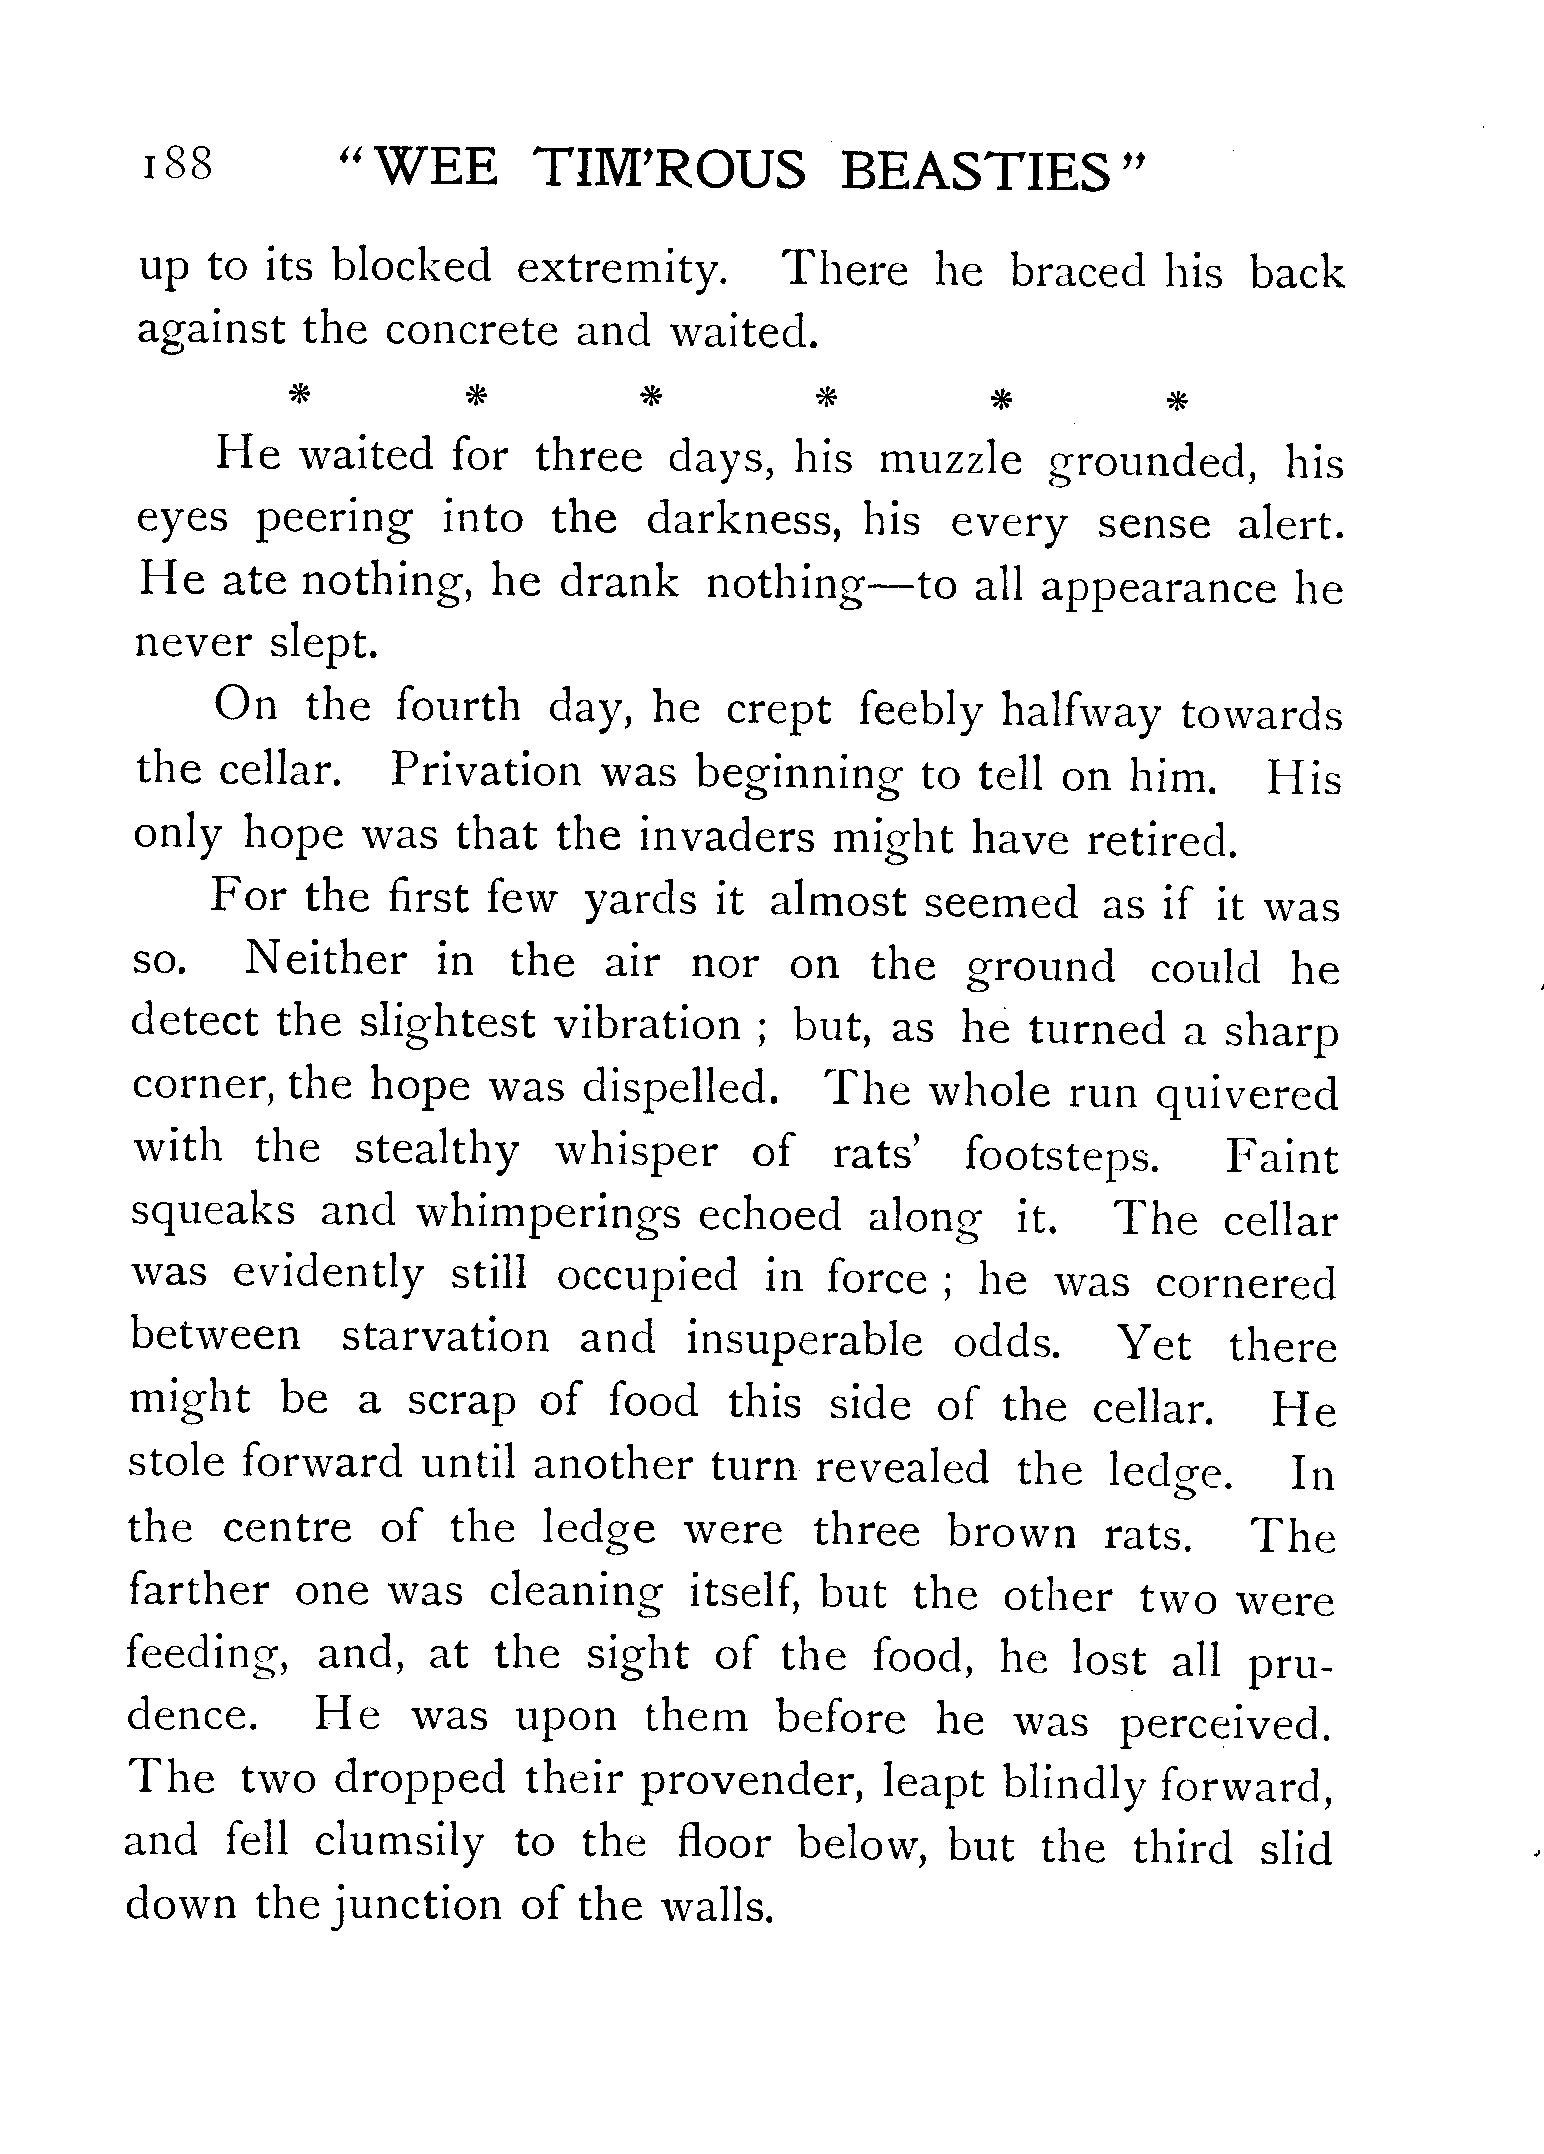 188 "WEE TIM'ROUS BEASTIES"
up to its blocked extremity. There he braced his back
against the concrete and waited.
* * * * * *
He waited for three days, his muzzle grounded, his
eyes peering into the darkness, his every sense alert.
He ate nothing, he drank nothing—to all appearance he
never slept.
On the fourth day, he crept feebly halfway towards
the cellar. Privation was beginning to tell on him. His
only hope was that the invaders might have retired.
For the first few yards it almost seemed as if it was
so. Neither in the air nor on the ground could he
detect the slightest vibration ; but, as he turned a sharp
corner, the hope was dispelled. The whole run quivered
with the stealthy whisper of rats' footsteps. Faint
squeaks and whimperings echoed along it. The cellar
was evidently still occupied in force ; he was cornered
between starvation and insuperable odds. Yet there
might be a scrap of food this side of the cellar. He
stole forward until another turn revealed the ledge. In
the centre of the ledge were three brown rats. The
farther one was cleaning itself, but the other two were
feeding, and, at the sight of the food, he lost all pru-
dence. He was upon them before he was perceived.
The two dropped their provender, leapt blindly forward,
and fell clumsily to the floor below, but the third slid
down the junction of the walls.